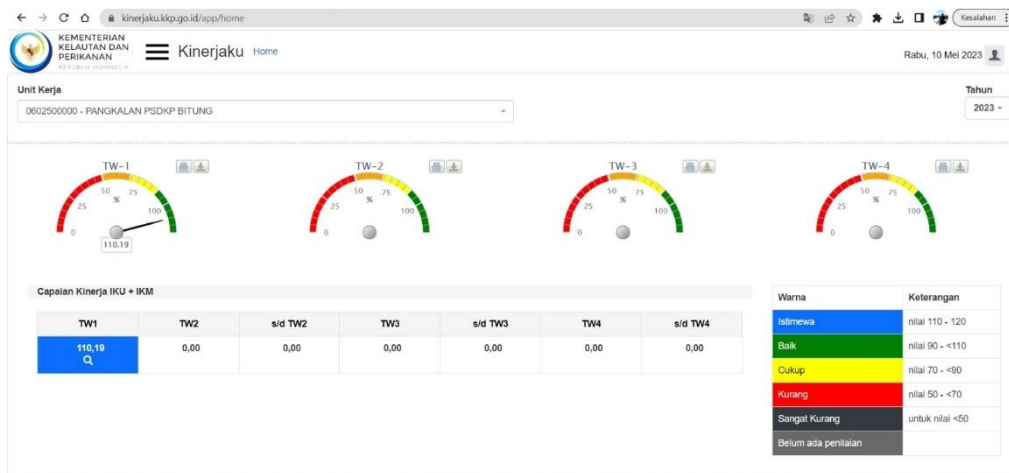 kinerjaku.kkp.go.id/app/home
Kesalahan
KEMENTERIAN
KELAUTAN DAN
PERIKANAN
REPUBLIK INDONESIA
Kinerjaku Home
Rabu, 10 Mei 2023
Unit Kerja
Tahun
0602500000 - PANGKALAN PSDKP BITUNG
2023
TW-1
0 25 50 75 100
%
110.19
TW-2
0 25 50 75 100
%
TW-3
0 25 50 75 100
%
TW-4
0 25 50 75 100
%
Capaian Kinerja IKU + IKM
TW1 TW2 s/d TW2 TW3 s/d TW3 TW4 s/d TW4
110,19 0,00 0,00 0,00 0,00 0,00 0,00
Warna Keterangan
Istimewa nilai 110 - 120
Baik nilai 90 - <110
Cukup nilai 70 - <90
Kurang nilai 50 - <70
Sangat Kurang untuk nilai <50
Belum ada penilaian